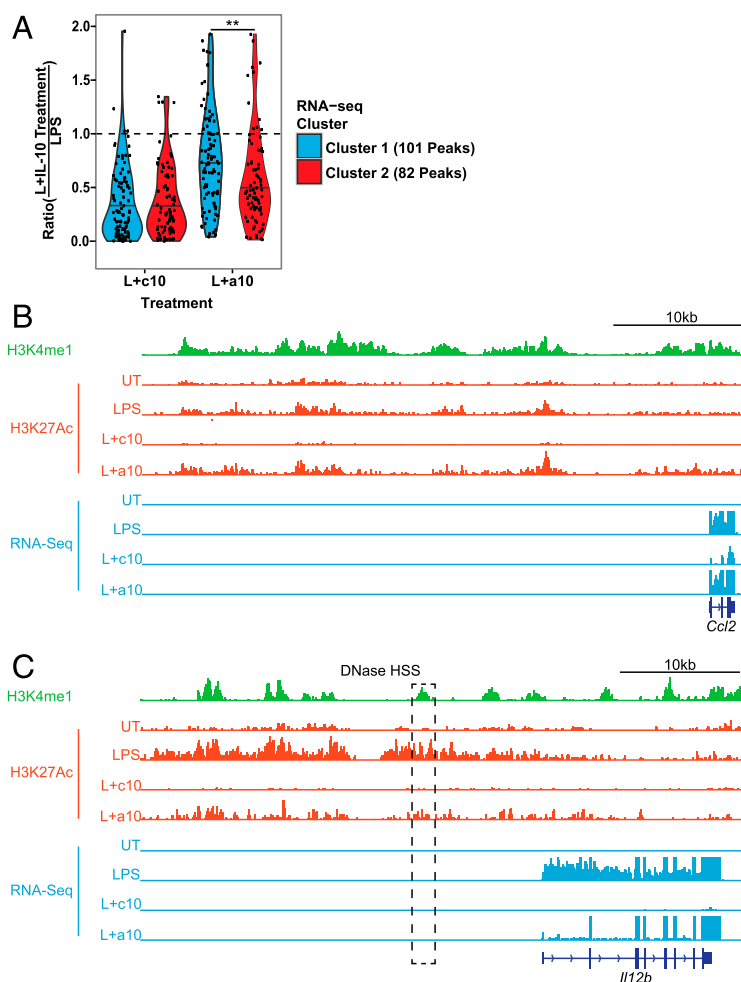 A
**
2.0
1.5
1.0
0.5
0.0
Ratio(L+IL-10 Treatment/LPS)
L+c10
L+a10
Treatment
RNA−seq
Cluster
Cluster 1 (101 Peaks)
Cluster 2 (82 Peaks)
B
10kb
H3K4me1
UT
LPS
H3K27Ac
L+c10
L+a10
UT
LPS
RNA-Seq
L+c10
L+a10
Ccl2
C
DNase HSS
10kb
H3K4me1
UT
LPS
H3K27Ac
L+c10
L+a10
UT
LPS
RNA-Seq
L+c10
L+a10
Il12b